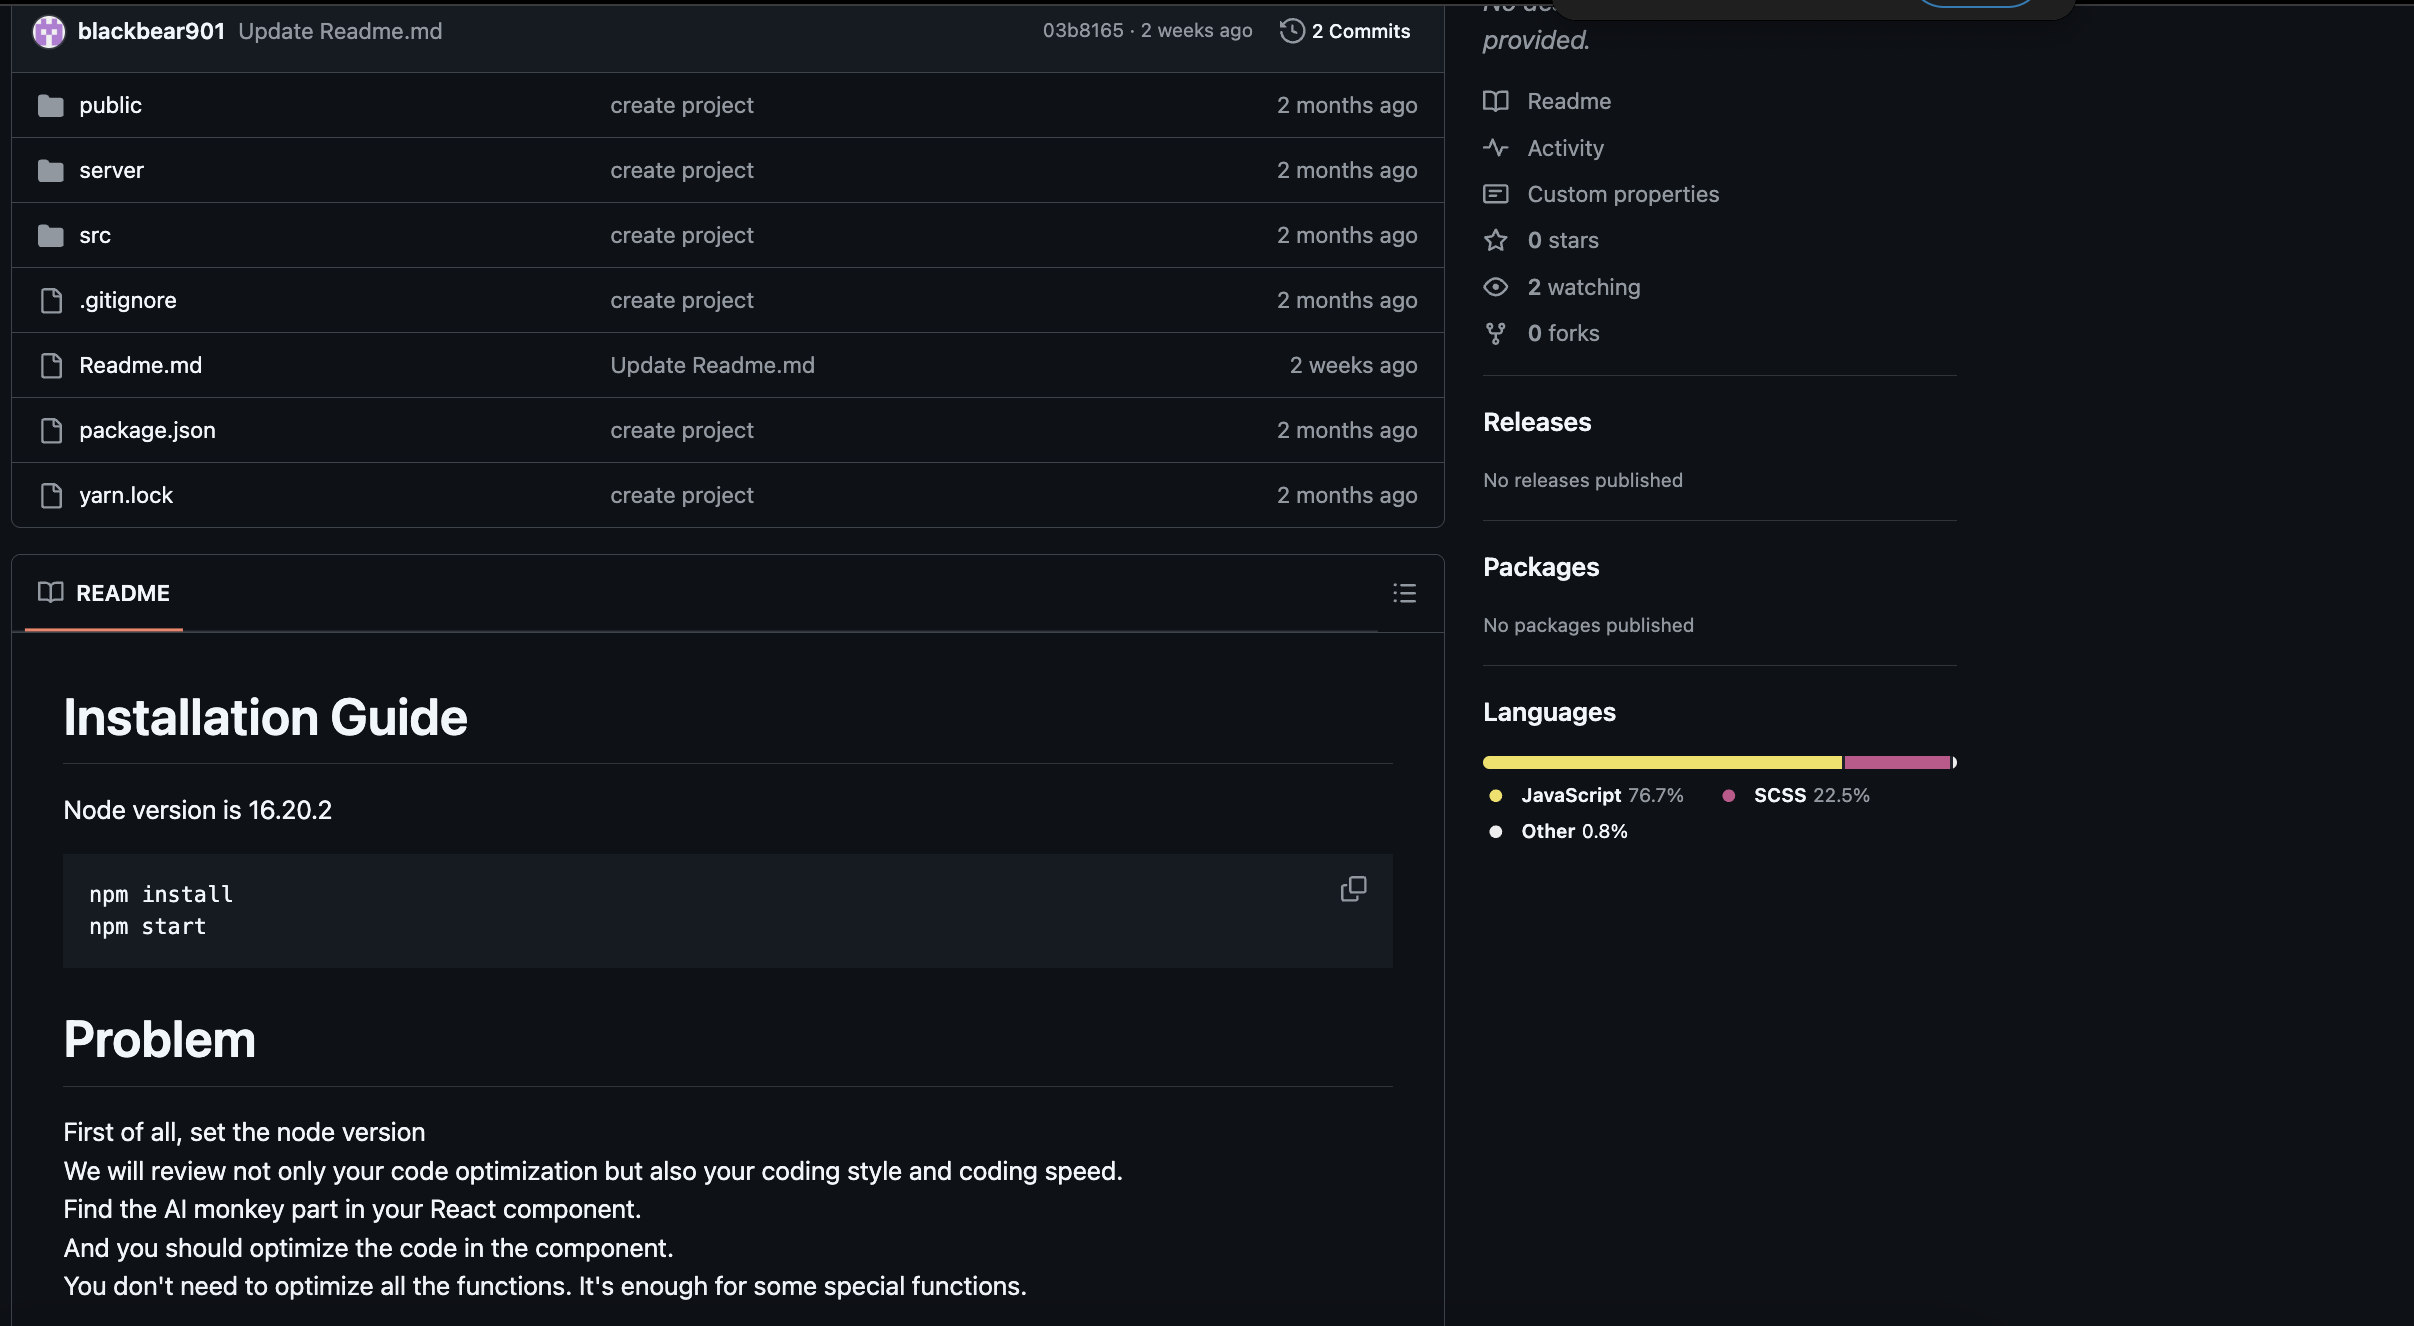 blackbear901 Update Readme.md 03b8165 · 2 weeks ago 2 Commits
public create project 2 months ago
server create project 2 months ago
src create project 2 months ago
.gitignore create project 2 months ago
Readme.md Update Readme.md 2 weeks ago
package.json create project 2 months ago
yarn.lock create project 2 months ago
README
Installation Guide
Node version is 16.20.2
npm install
npm start
Problem
First of all, set the node version
We will review not only your code optimization but also your coding style and coding speed.
Find the AI monkey part in your React component.
And you should optimize the code in the component.
You don't need to optimize all the functions. It's enough for some special functions.
No
provided.
Readme
Activity
Custom properties
0 stars
2 watching
0 forks
Releases
No releases published
Packages
No packages published
Languages
JavaScript 76.7% SCSS 22.5%
Other 0.8%